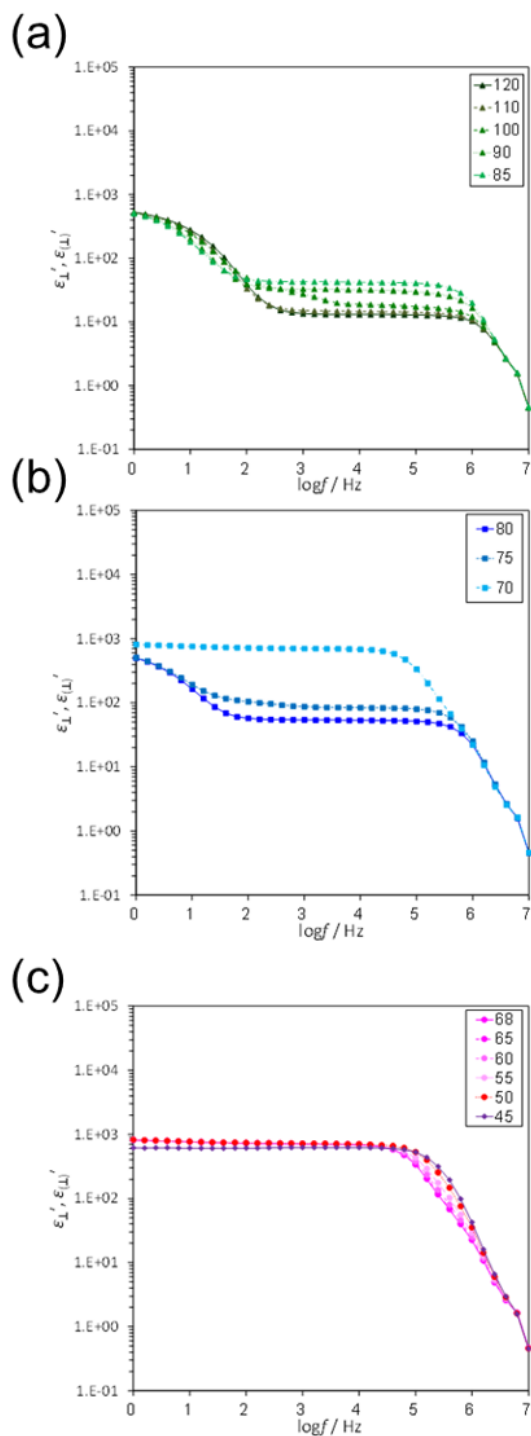 (a)
1.E+05
1.E+04
1.E+03
1.E+02
1.E+01
1.E+00
1.E-01
ε⊥′, ε(⊥)′
120
110
100
90
85
0 1 2 3 4 5 6 7
logf / Hz
(b)
1.E+05
1.E+04
1.E+03
1.E+02
1.E+01
1.E+00
1.E-01
ε⊥′, ε(⊥)′
80
75
70
0 1 2 3 4 5 6 7
logf / Hz
(c)
1.E+05
1.E+04
1.E+03
1.E+02
1.E+01
1.E+00
1.E-01
ε⊥′, ε(⊥)′
68
65
60
55
50
45
0 1 2 3 4 5 6 7
logf / Hz